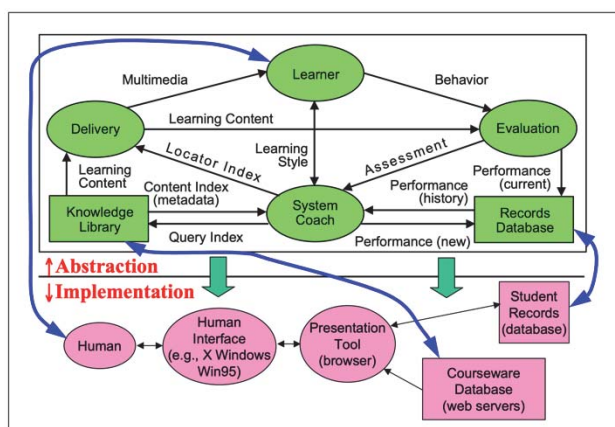 Learner
Multimedia
Behavior
Delivery
Learning Content
Evaluation
Locator Index
Learning
Style
Assessment
Learning
Content
Content Index
(metadata)
System
Coach
Performance
(history)
Performance
(current)
Knowledge
Library
Records
Database
Query Index
Performance (new)
↑ Abstraction
↓ Implementation
Human
Human
Interface
(e.g., X Windows
Win95)
Presentation
Tool
(browser)
Student
Records
(database)
Courseware
Database
(web servers)